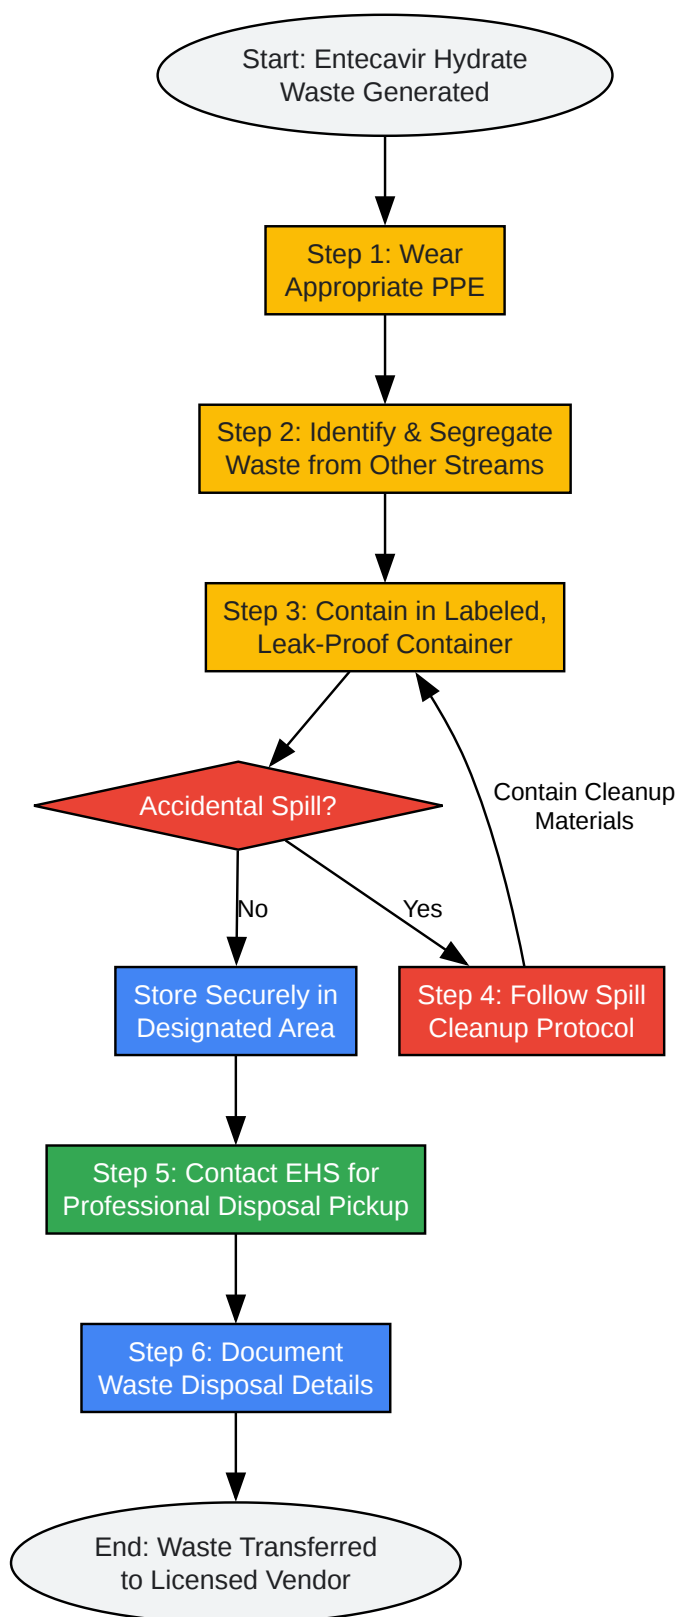 Start: Entecavir Hydrate
Waste Generated
Step 1: Wear
Appropriate PPE
Step 2: Identify & Segregate
Waste from Other Streams
Step 3: Contain in Labeled,
Leak-Proof Container
Accidental Spill?
Contain Cleanup
Materials
No
Yes
Store Securely in
Designated Area
Step 4: Follow Spill
Cleanup Protocol
Step 5: Contact EHS for
Professional Disposal Pickup
Step 6: Document
Waste Disposal Details
End: Waste Transferred
to Licensed Vendor